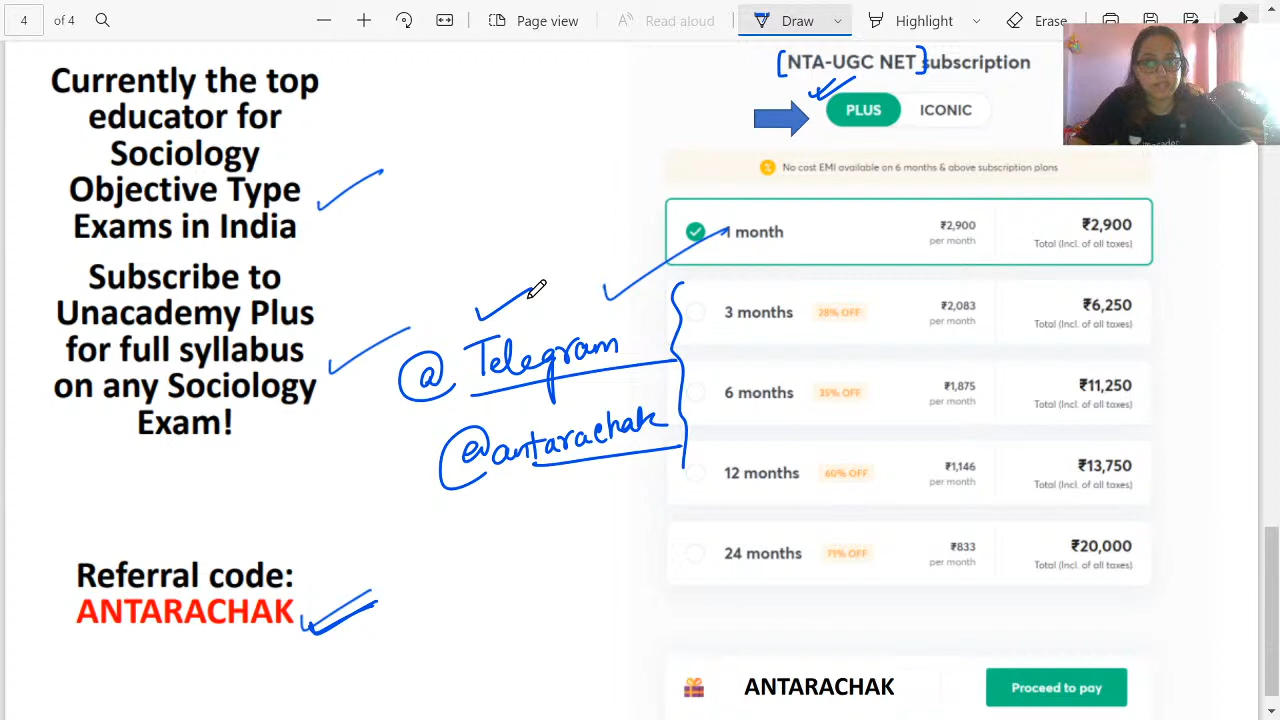 4 of 4 Page view Read aloud Draw Highlight Erase
Currently the top
educator for
Sociology
Objective Type
Exams in India
Subscribe to
Unacademy Plus
for full syllabus
on any Sociology
Exam!
Referral code:
ANTARACHAK
@ Telegram
@antarachak
[NTA-UGC NET] subscription
PLUS ICONIC
No cost EMI available on 6 months & above subscription plons
1 month ₹2,900 per month ₹2,900 Total (Incl. of all taxes)
3 months 28% OFF ₹2,083 per month ₹6,250 Total (Incl. of all taxes)
6 months 35% OFF ₹1,875 per month ₹11,250 Total (Incl. of all taxes)
12 months 60% OFF ₹1,146 per month ₹13,750 Total (Incl. of all taxes)
24 months 71% OFF ₹833 per month ₹20,000 Total (Incl. of all taxes)
ANTARACHAK Proceed to pay